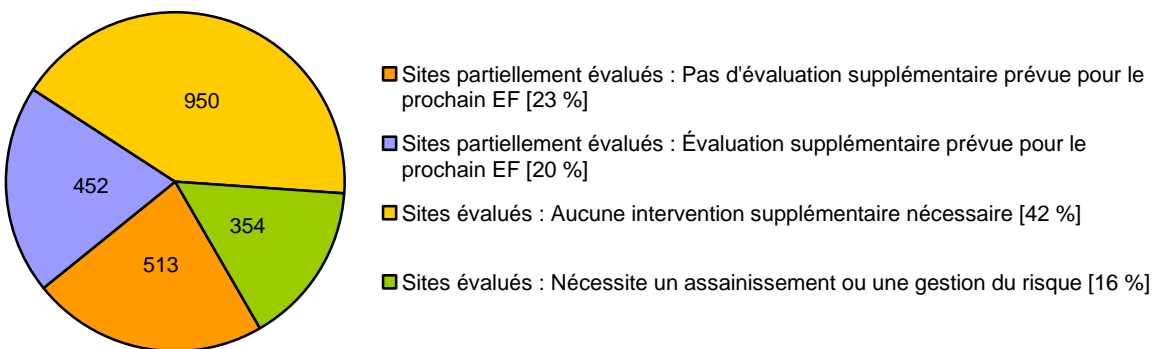 950
452
354
513
Sites partiellement évalués : Pas d'évaluation supplémentaire prévue pour le
prochain EF [23 %]
Sites partiellement évalués : Évaluation supplémentaire prévue pour le
prochain EF [20 %]
Sites évalués : Aucune intervention supplémentaire nécessaire [42 %]
Sites évalués : Nécessite un assainissement ou une gestion du risque [16 %]